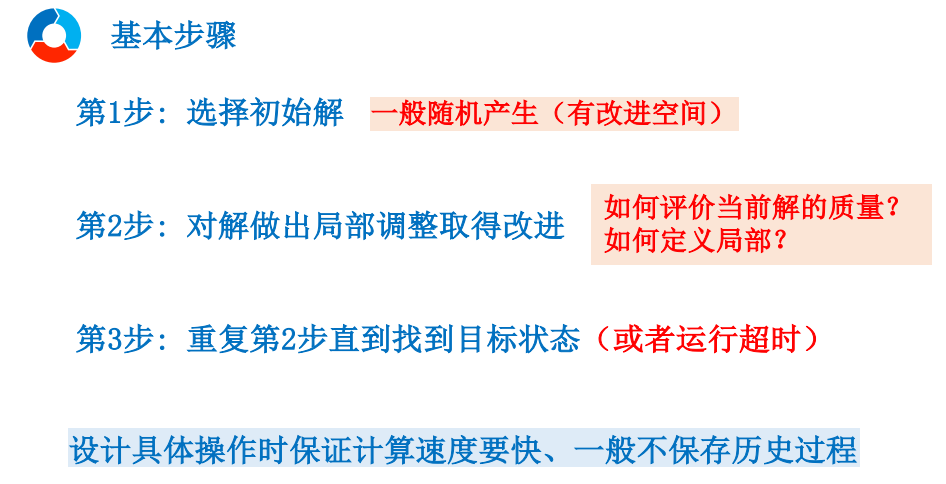 基本步骤
第1步：选择初始解 一般随机产生（有改进空间）
第2步：对解做出局部调整取得改进
如何评价当前解的质量？
如何定义局部？
第3步：重复第2步直到找到目标状态（或者运行超时）
设计具体操作时保证计算速度要快、一般不保存历史过程